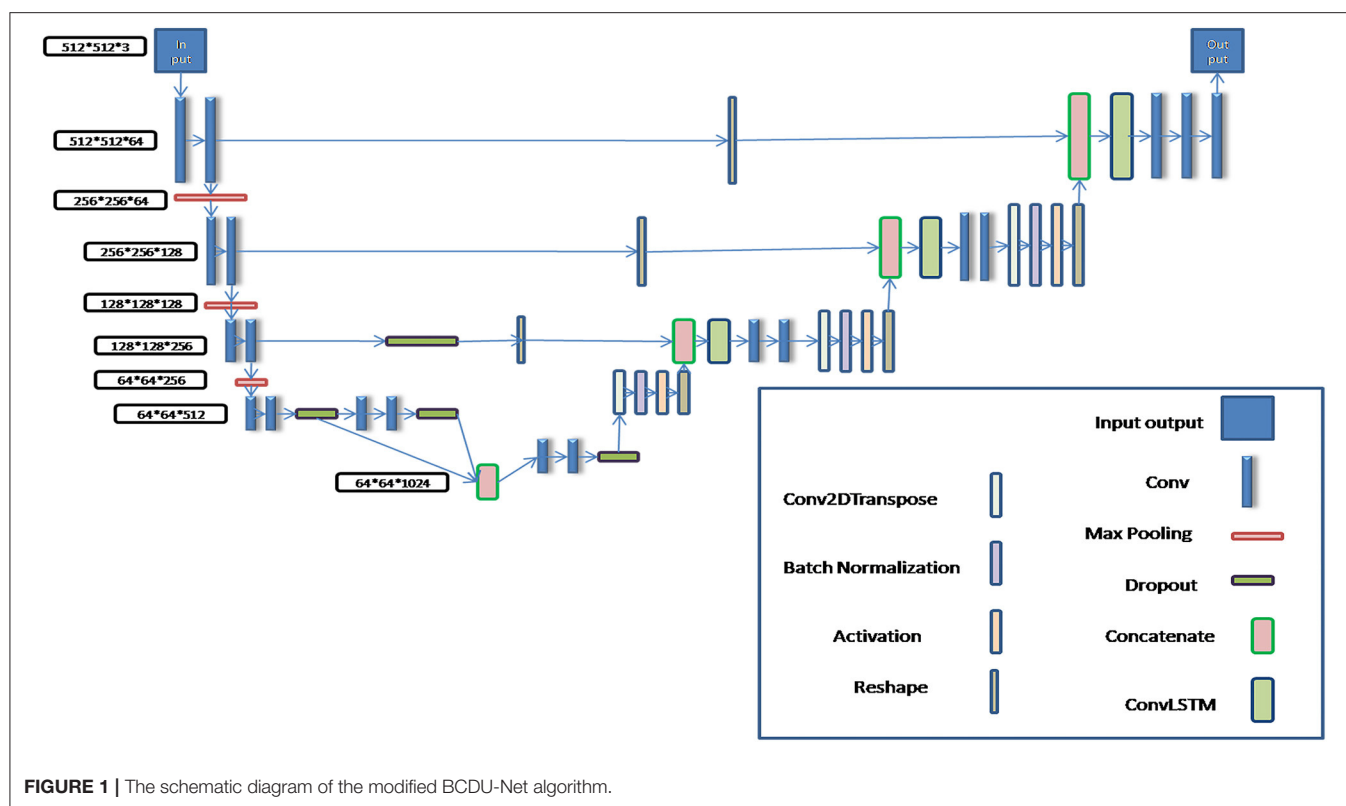 512*512*3
In
put
Out
put
512*512*64
256*256*64
256*256*128
128*128*128
128*128*256
64*64*256
64*64*512
64*64*1024
Input output
Conv
Conv2DTranspose
Max Pooling
Batch Normalization
Dropout
Activation
Concatenate
Reshape
ConvLSTM
FIGURE 1 | The schematic diagram of the modified BCDU-Net algorithm.